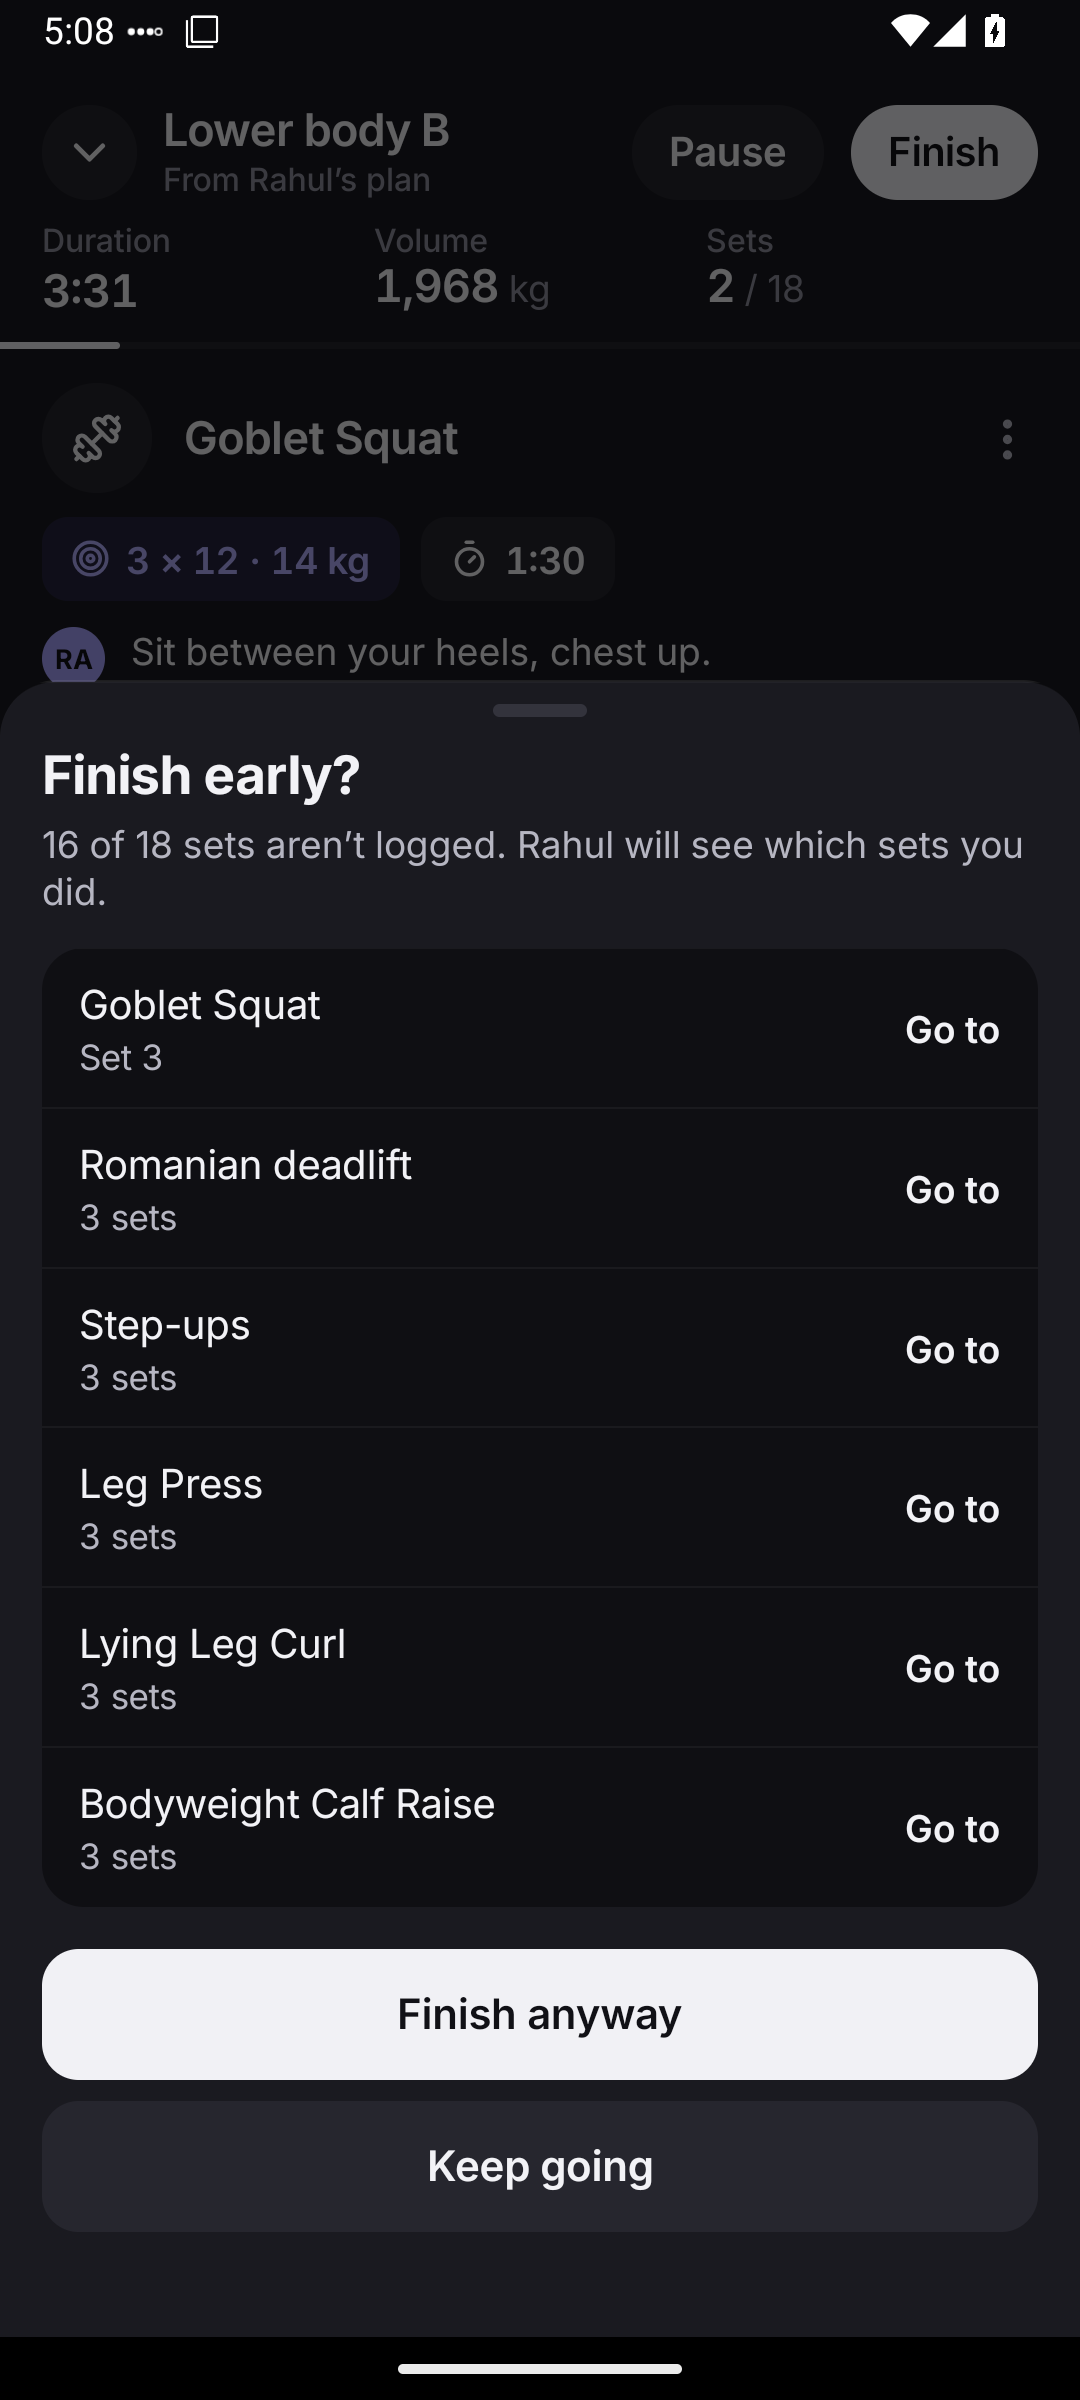 5:08
Lower body B
From Rahul’s plan
Pause
Finish
Duration
Volume
Sets
3:31
1,968 kg
2 / 18
Goblet Squat
3 × 12 · 14 kg
1:30
RA
Sit between your heels, chest up.
Finish early?
16 of 18 sets aren’t logged. Rahul will see which sets you
did.
Goblet Squat
Set 3
Go to
Romanian deadlift
3 sets
Go to
Step-ups
3 sets
Go to
Leg Press
3 sets
Go to
Lying Leg Curl
3 sets
Go to
Bodyweight Calf Raise
3 sets
Go to
Finish anyway
Keep going